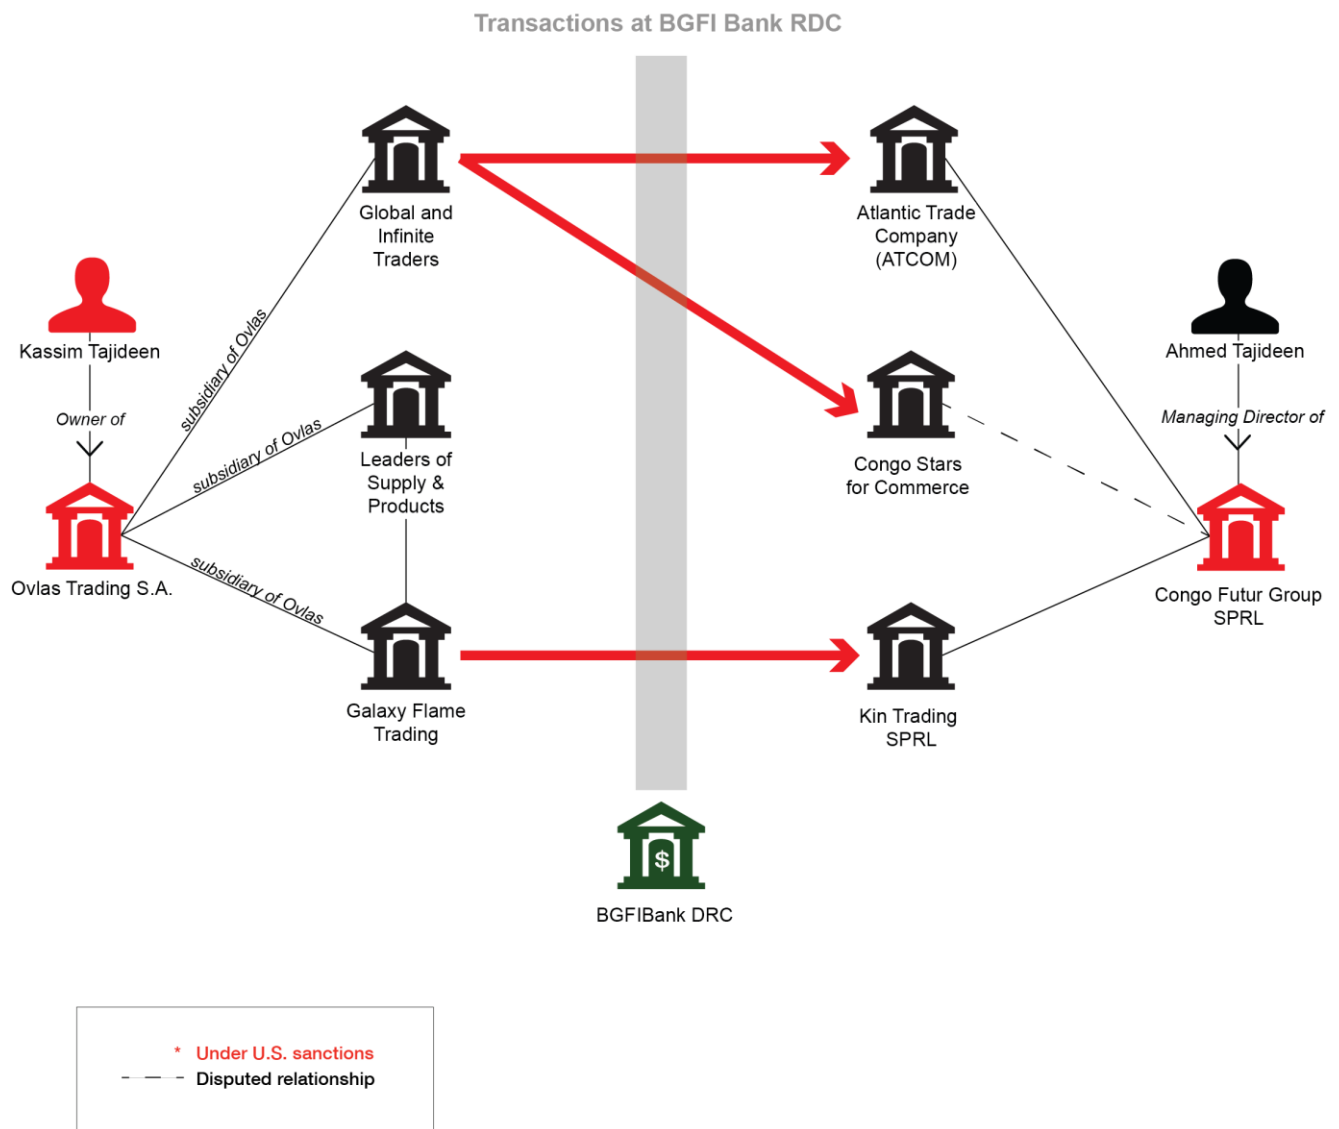 Transactions at BGFI Bank RDC
Global and
Infinite
Traders
Atlantic Trade
Company
(ATCOM)
Kassim Tajideen
Ahmed Tajideen
subsidiary of Ovlas
Owner of
Managing Director of
subsidiary of Ovlas
Leaders of
Supply &
Products
Congo Stars
for Commerce
Ovlas Trading S.A.
subsidiary of Ovlas
Congo Futur Group
SPRL
Galaxy Flame
Trading
Kin Trading
SPRL
$
BGFIBank DRC
* Under U.S. sanctions
Disputed relationship